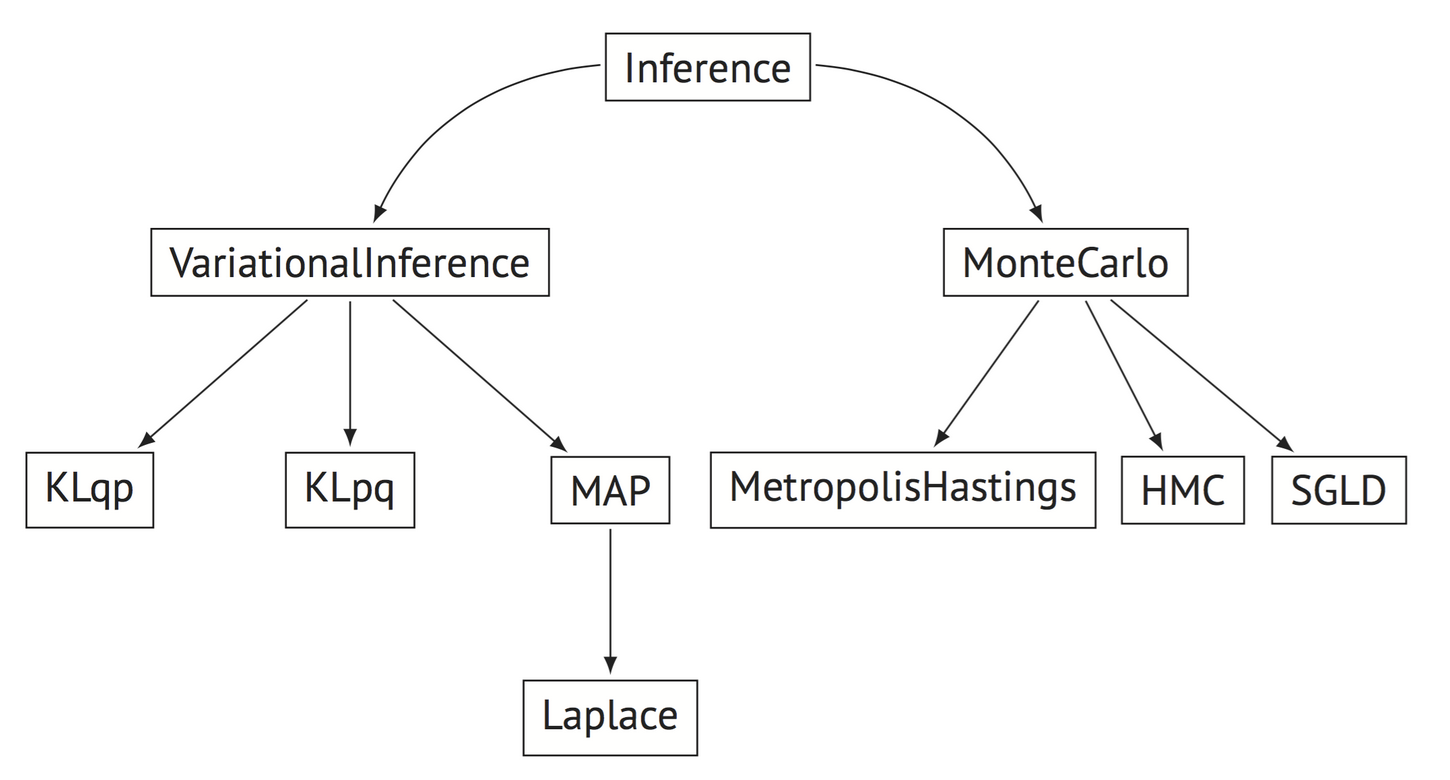 Inference
VariationalInference
MonteCarlo
KLqp
KLpq
MAP
MetropolisHastings
HMC
SGLD
Laplace